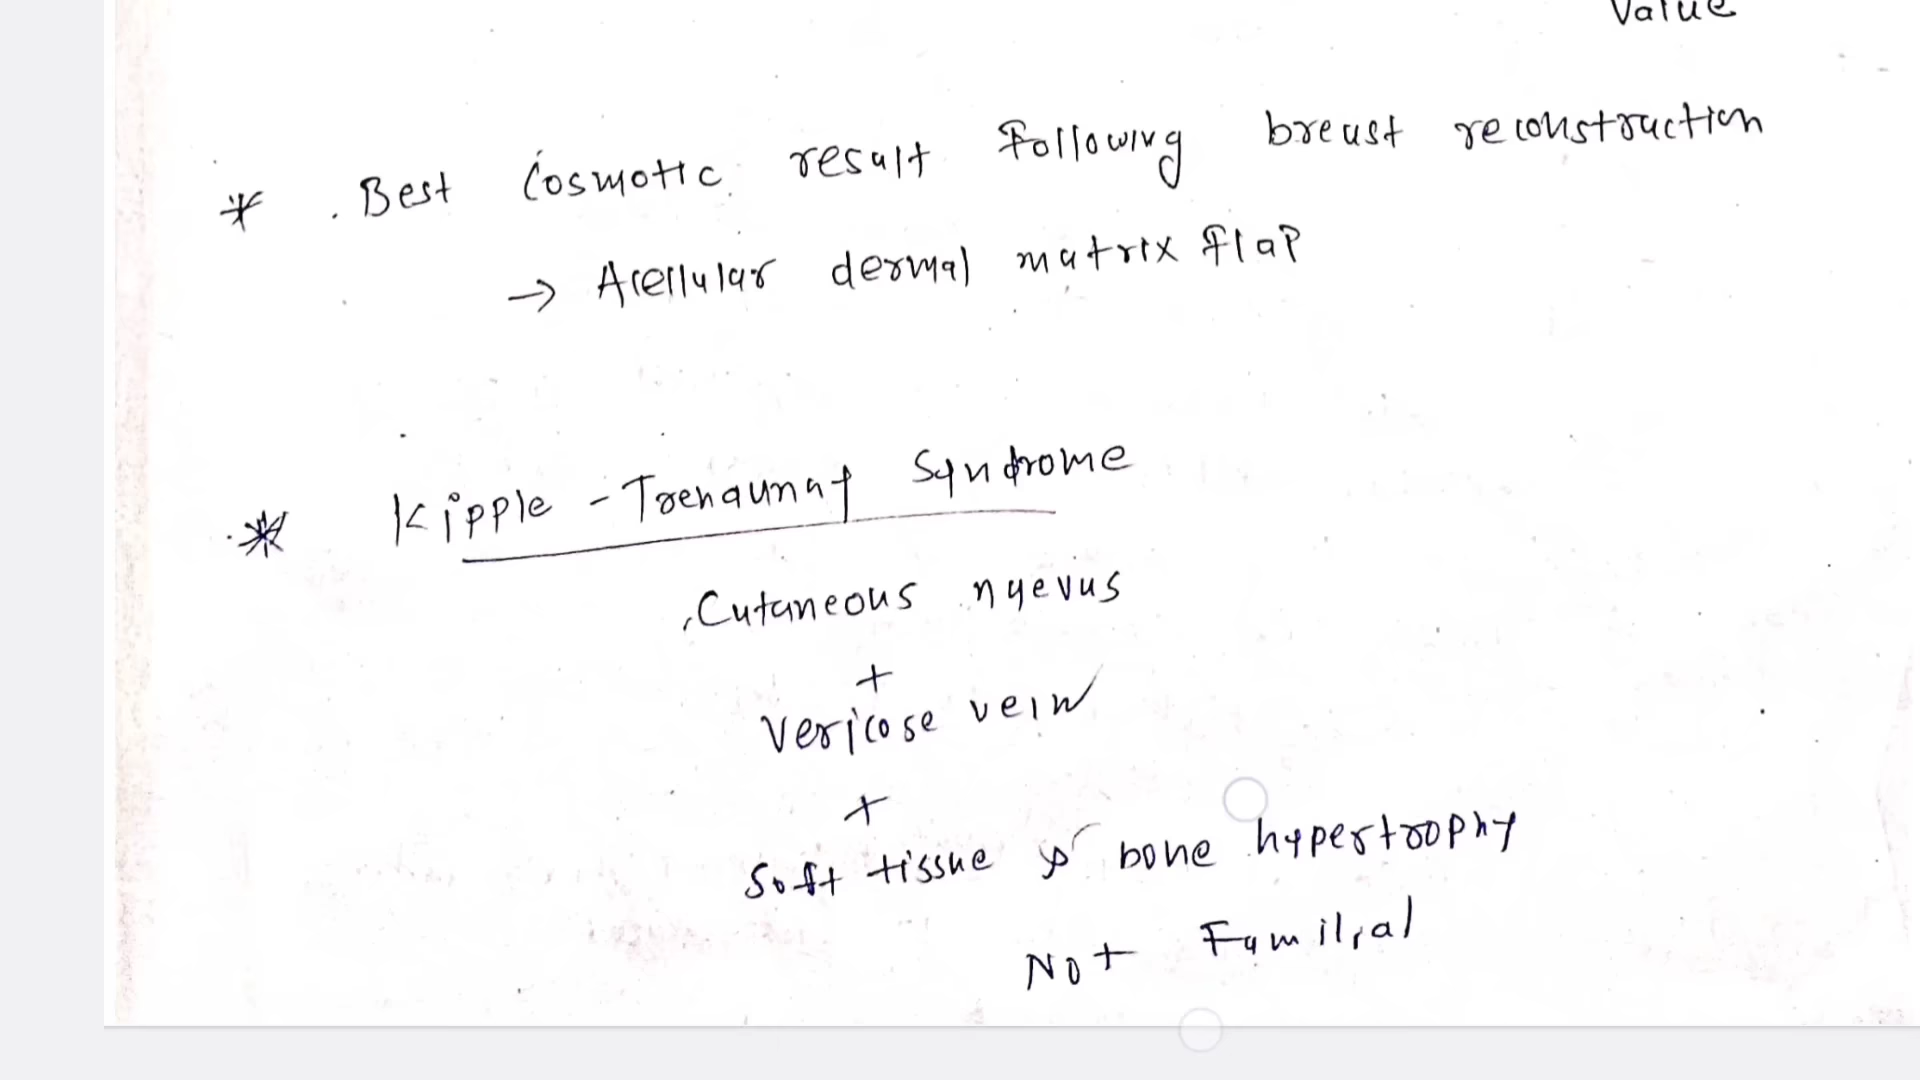 Value
* . Best Cosmotic result Following breast reconstruction
→ Acellular dermal matrix Flap
* Kipple - Trenaunay Syndrome
Cutaneous nyevus
+
Vericose vein
+
Soft tissue & bone hypertrophy
Not Familial